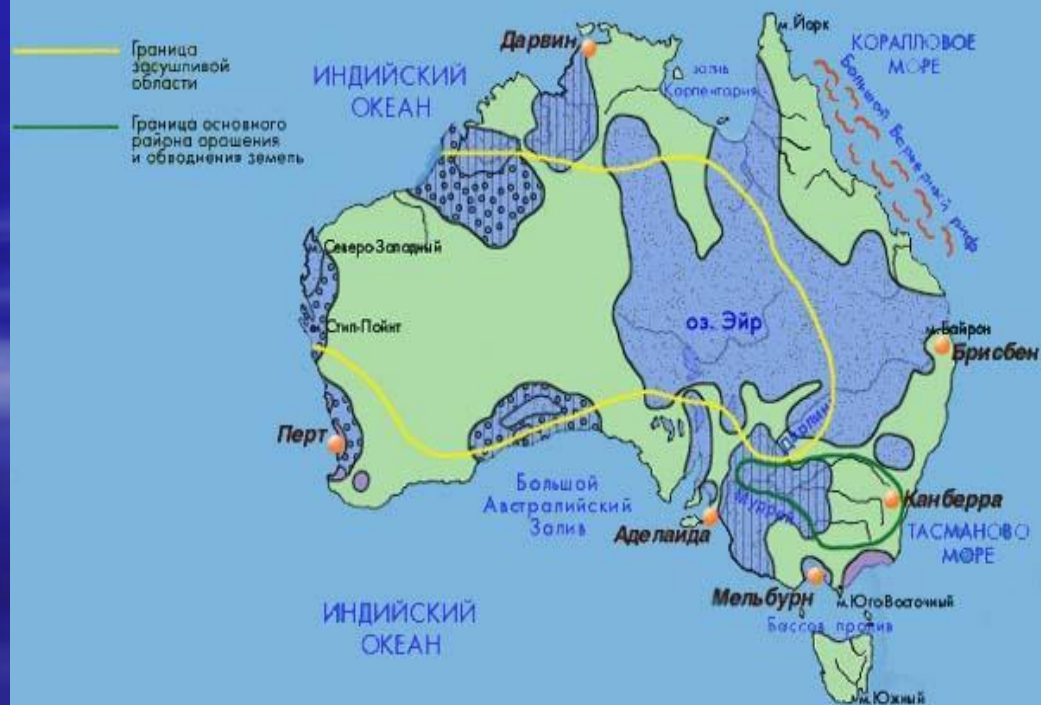 Граница
засушливой
области
Граница основного
района орашения
и обводнения земель
ИНДИЙСКИЙ
ОКЕАН
Дарвин
м. Йорк
КОРАЛЛОВОЕ
МОРЕ
залив
Карпентария
Большой Барьерный риф
м. Северо-Западный
м. Стип-Пойнт
оз. Эйр
м. Байрон
Брисбен
Перт
Дарлинг
Большой
Австралийский
Залив
Муррей
Канберра
Аделаида
ТАСМАНОВО
МОРЕ
Мельбурн
м. Юго Восточный
Бассов пролив
ИНДИЙСКИЙ
ОКЕАН
м. Южный